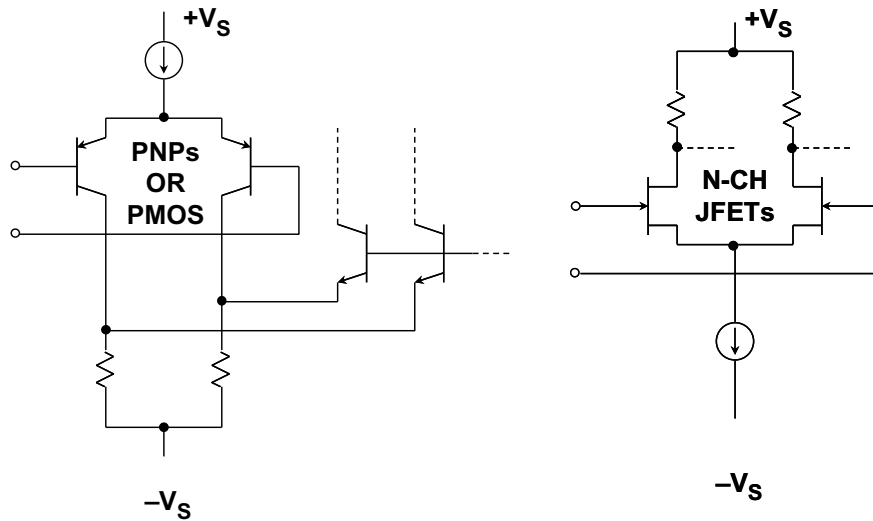 +VS
PNPs
OR
PMOS
–VS
+VS
N-CH
JFETs
–VS